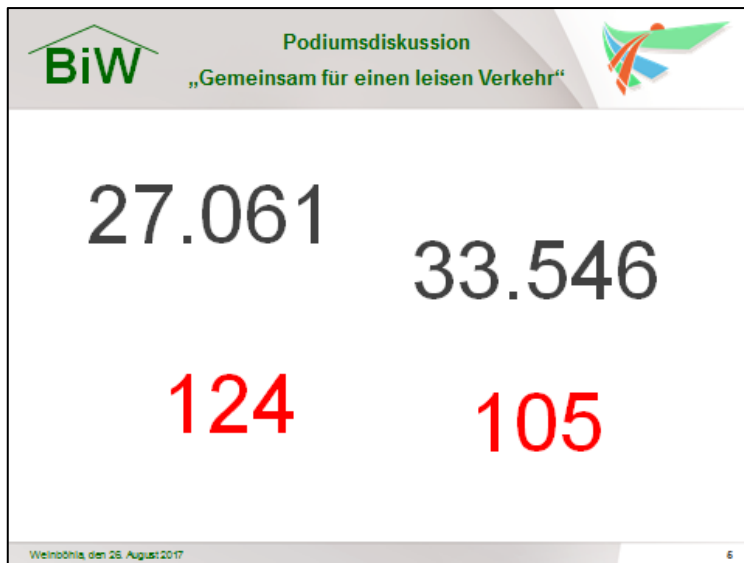 BiW
Podiumsdiskussion
„Gemeinsam für einen leisen Verkehr“
27.061
33.546
124
105
Weinböhla, den 26. August 2017
6